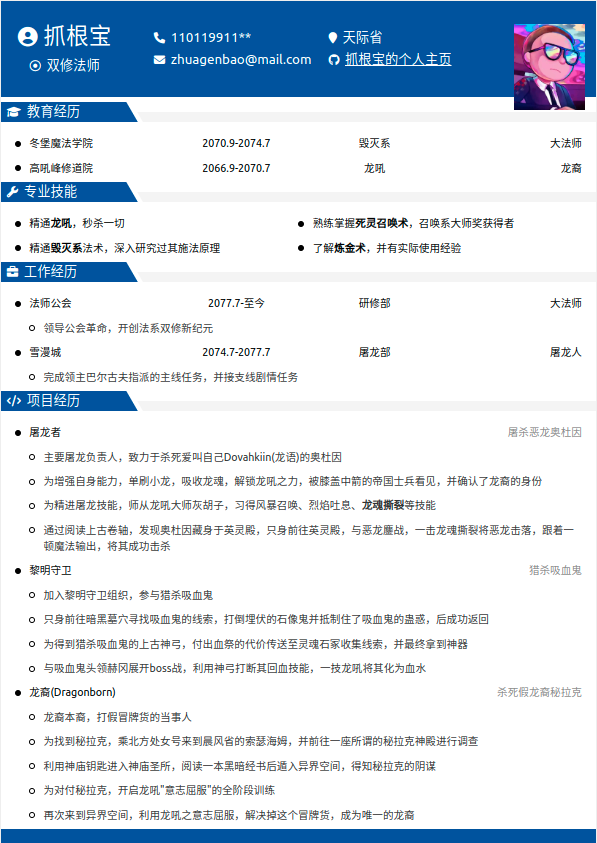 抓根宝
双修法师
110119911**
天际省
zhuagenbao@mail.com
抓根宝的个人主页
教育经历
冬堡魔法学院 2070.9-2074.7 毁灭系 大法师
高吼峰修道院 2066.9-2070.7 龙吼 龙裔
专业技能
精通龙吼，秒杀一切
熟练掌握死灵召唤术，召唤系大师奖获得者
精通毁灭系法术，深入研究过其施法原理
了解炼金术，并有实际使用经验
工作经历
法师公会 2077.7-至今 研修部 大法师
领导公会革命，开创法系双修新纪元
雪漫城 2074.7-2077.7 屠龙部 屠龙人
完成领主巴尔古夫指派的主线任务，并接支线剧情任务
项目经历
屠龙者 屠杀恶龙奥杜因
主要屠龙负责人，致力于杀死爱叫自己Dovahkiin(龙语)的奥杜因
为增强自身能力，单刷小龙，吸收龙魂，解锁龙吼之力，被膝盖中箭的帝国士兵看见，并确认了龙裔的身份
为精进屠龙技能，师从龙吼大师灰胡子，习得风暴召唤、烈焰吐息、龙魂撕裂等技能
通过阅读上古卷轴，发现奥杜因藏身于英灵殿，只身前往英灵殿，与恶龙鏖战，一击龙魂撕裂将恶龙击落，跟着一
顿魔法输出，将其成功击杀
黎明守卫 猎杀吸血鬼
加入黎明守卫组织，参与猎杀吸血鬼
只身前往暗黑墓穴寻找吸血鬼的线索，打倒埋伏的石像鬼并抵制住了吸血鬼的蛊惑，后成功返回
为得到猎杀吸血鬼的上古神弓，付出血祭的代价传送至灵魂石冢收集线索，并最终拿到神器
与吸血鬼头领赫冈展开boss战，利用神弓打断其回血技能，一技龙吼将其化为血水
龙裔(Dragonborn) 杀死假龙裔秘拉克
龙裔本裔，打假冒牌货的当事人
为找到秘拉克，乘北方处女号来到晨风省的索瑟海姆，并前往一座所谓的秘拉克神殿进行调查
利用神庙钥匙进入神庙圣所，阅读一本黑暗经书后遁入异界空间，得知秘拉克的阴谋
为对付秘拉克，开启龙吼"意志屈服"的全阶段训练
再次来到异界空间，利用龙吼之意志屈服，解决掉这个冒牌货，成为唯一的龙裔